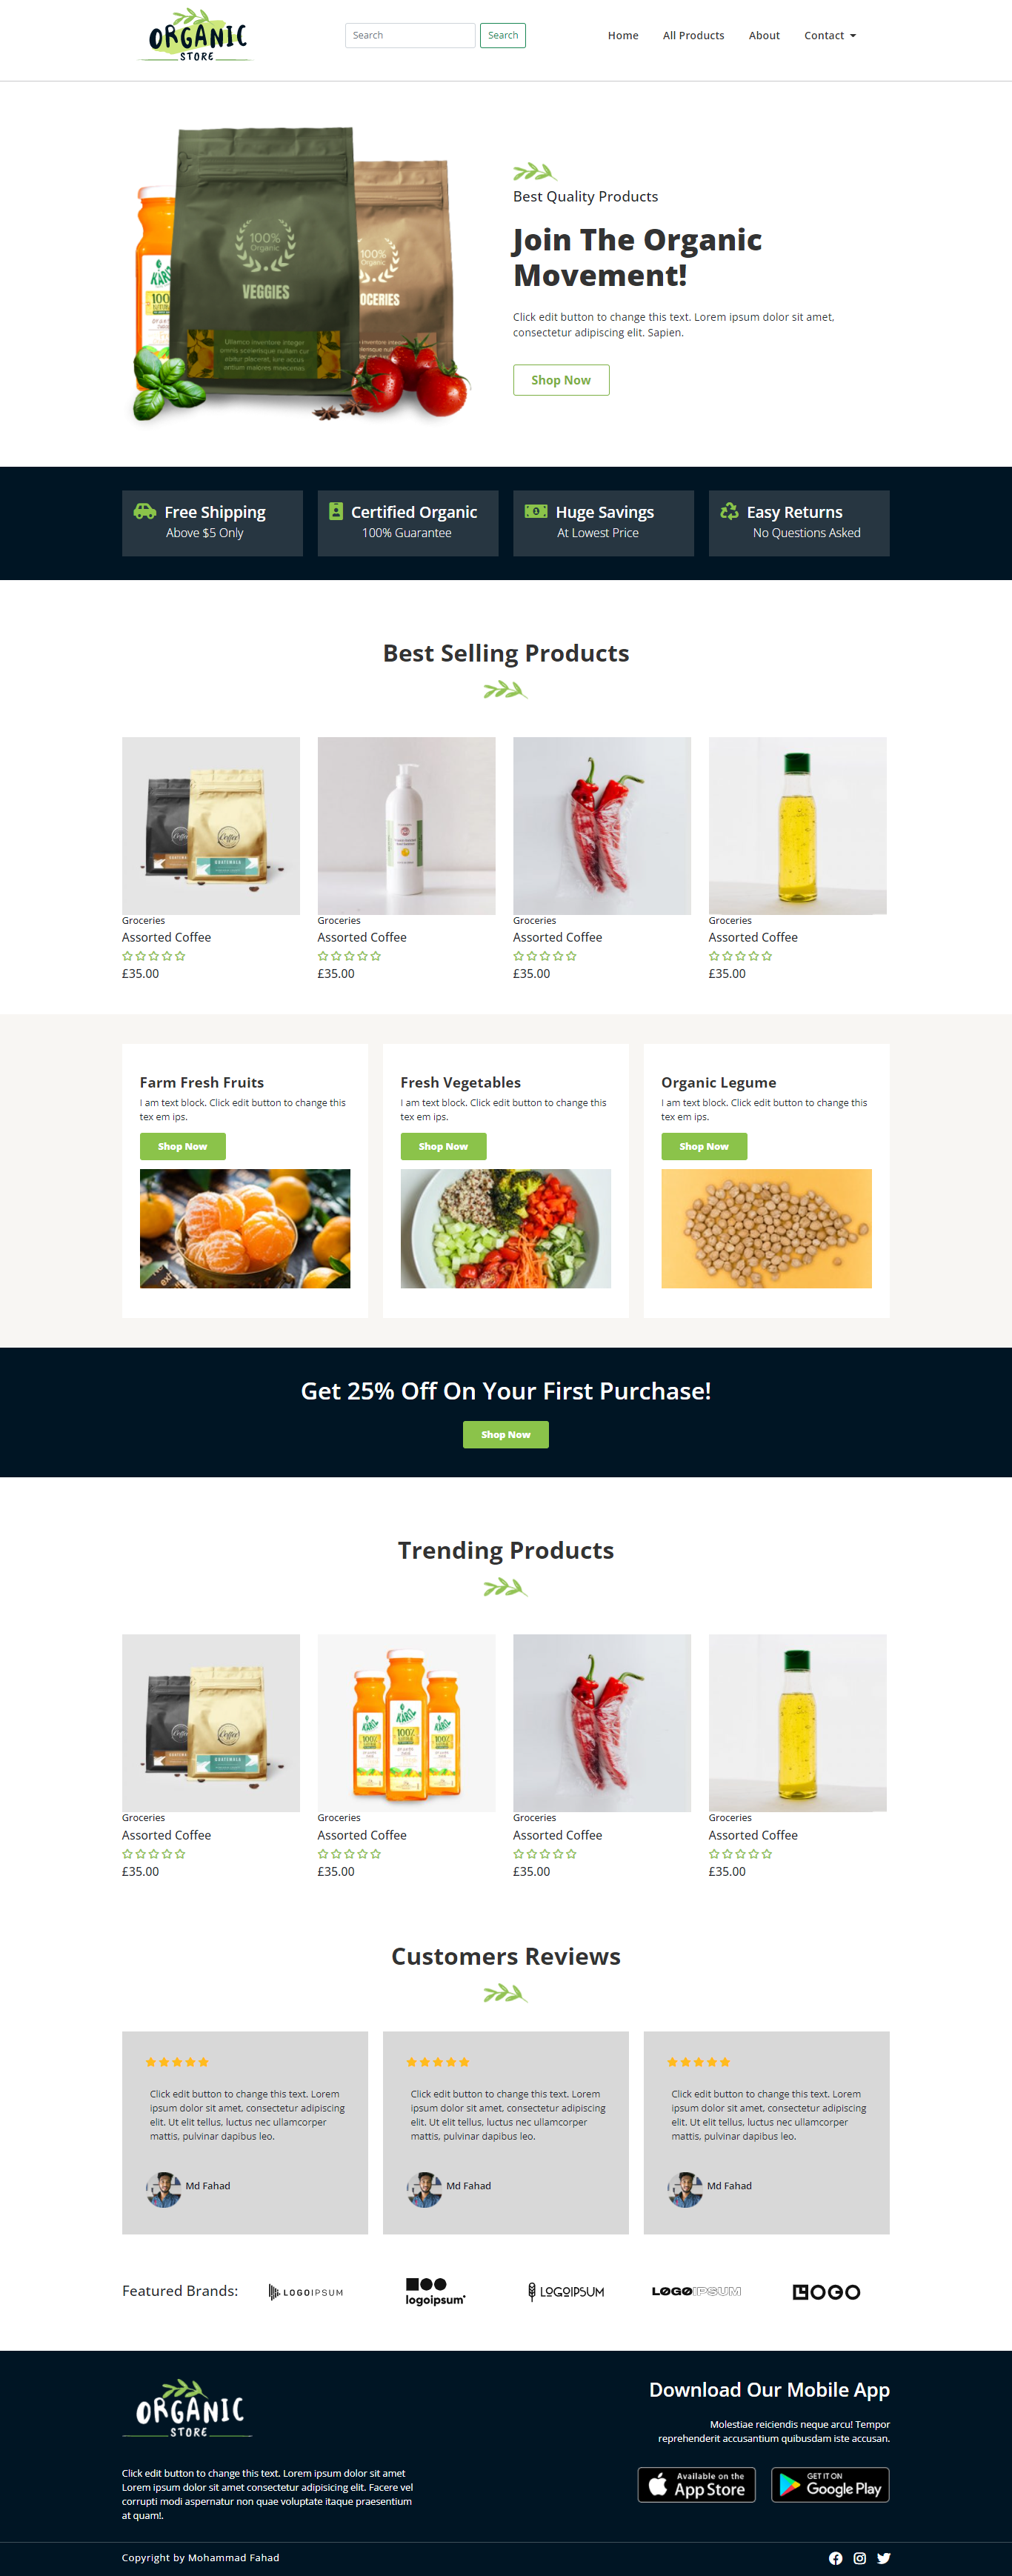 ORGANIC
STORE
Search
Search
Home
All Products
About
Contact
100%
Organic
VEGGIES
100%
Organic
OCERIES
KARIZ
100
Best Quality Products
Join The Organic
Movement!
Click edit button to change this text. Lorem ipsum dolor sit amet,
consectetur adipiscing elit. Sapien.
Shop Now
Free Shipping
Above $5 Only
Certified Organic
100% Guarantee
Huge Savings
At Lowest Price
Easy Returns
No Questions Asked
Best Selling Products
Coffee
GUATEMALA
Groceries
Assorted Coffee
£35.00
Groceries
Assorted Coffee
£35.00
Groceries
Assorted Coffee
£35.00
Groceries
Assorted Coffee
£35.00
Farm Fresh Fruits
I am text block. Click edit button to change this
tex em ips.
Shop Now
Fresh Vegetables
I am text block. Click edit button to change this
tex em ips.
Shop Now
Organic Legume
I am text block. Click edit button to change this
tex em ips.
Shop Now
Get 25% Off On Your First Purchase!
Shop Now
Trending Products
Coffee
GUATEMALA
100%
100%
100%
Groceries
Assorted Coffee
£35.00
Groceries
Assorted Coffee
£35.00
Groceries
Assorted Coffee
£35.00
Groceries
Assorted Coffee
£35.00
Customers Reviews
Click edit button to change this text. Lorem
ipsum dolor sit amet, consectetur adipiscing
elit. Ut elit tellus, luctus nec ullamcorper
mattis, pulvinar dapibus leo.
Md Fahad
Click edit button to change this text. Lorem
ipsum dolor sit amet, consectetur adipiscing
elit. Ut elit tellus, luctus nec ullamcorper
mattis, pulvinar dapibus leo.
Md Fahad
Click edit button to change this text. Lorem
ipsum dolor sit amet, consectetur adipiscing
elit. Ut elit tellus, luctus nec ullamcorper
mattis, pulvinar dapibus leo.
Md Fahad
Featured Brands:
LOGOIPSUM
logoipsum
LOGOIPSUM
LOGOIPSUM
LOGO
ORGANIC
STORE
Click edit button to change this text. Lorem ipsum dolor sit amet
Lorem ipsum dolor sit amet consectetur adipisicing elit. Facere vel
corrupti modi aspernatur non quae voluptate itaque praesentium
at quam!.
Download Our Mobile App
Molestiae reiciendis neque arcu! Tempor
reprehenderit accusantium quibusdam iste accusan.
Available on the
App Store
GET IT ON
Google Play
Copyright by Mohammad Fahad